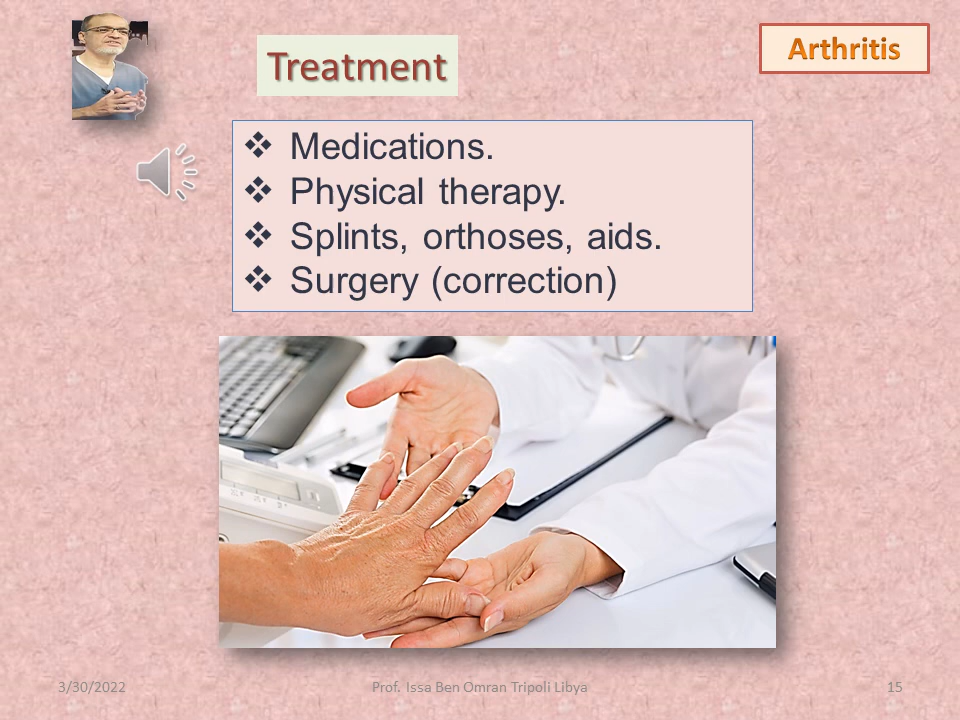 Treatment
Arthritis
❖ Medications.
❖ Physical therapy.
❖ Splints, orthoses, aids.
❖ Surgery (correction)
3/30/2022
Prof. Issa Ben Omran Tripoli Libya
15